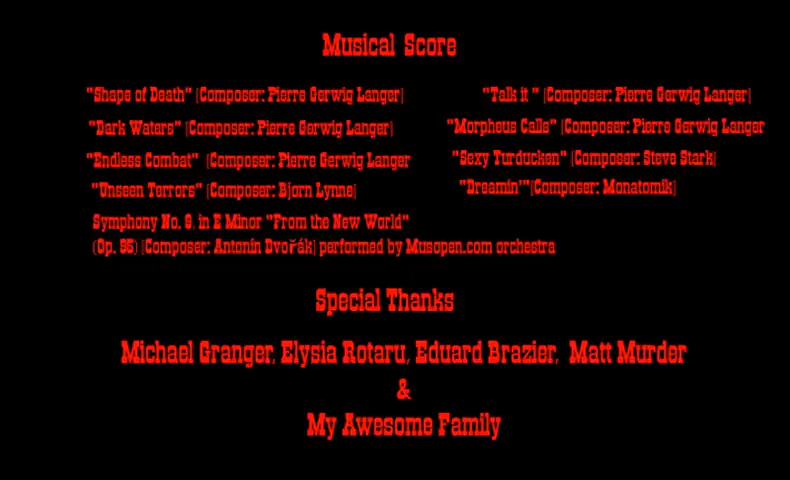 Musical Score
"Shape of Death" [Composer: Pierre Gerwig Langer]
"Dark Waters" [Composer: Pierre Gerwig Langer]
"Endless Combat" [Composer: Pierre Gerwig Langer
"Unseen Terrors" [Composer: Bjorn Lynne]
"Talk it " [Composer: Pierre Gerwig Langer]
"Morpheus Calls" [Composer: Pierre Gerwig Langer
"Sexy Turducken" [Composer: Steve Stark]
"Dreamin'"[Composer: Monatomik]
Symphony No. 9. in E Minor "From the New World"
(Op. 95) [Composer: Antonín Dvořák] performed by Musopen.com orchestra
Special Thanks
Michael Granger, Elysia Rotaru, Eduard Brazier, Matt Murder
&
My Awesome Family